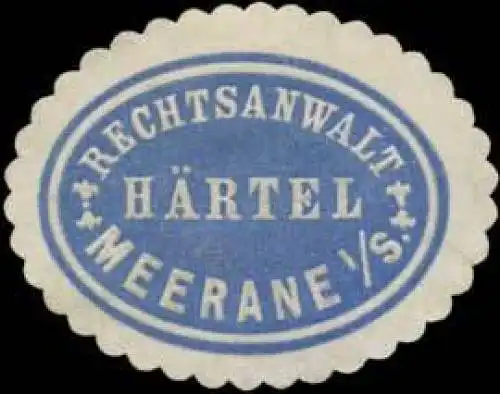 RECHTSANWALT
HÄRTEL
MEERANE I/S.